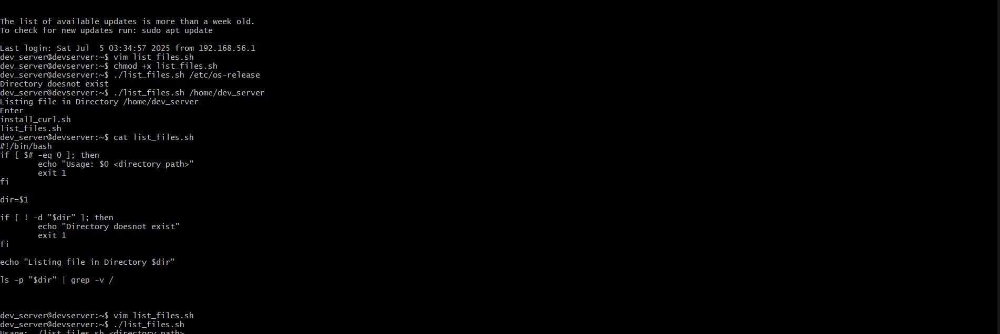 The list of available updates is more than a week old.
To check for new updates run: sudo apt update
Last login: Sat Jul  5 03:34:57 2025 from 192.168.56.1
dev_server@devserver:~$ vim list_files.sh
dev_server@devserver:~$ chmod +x list_files.sh
dev_server@devserver:~$ ./list_files.sh /etc/os-release
Directory doesnot exist
dev_server@devserver:~$ ./list_files.sh /home/dev_server
Listing file in Directory /home/dev_server
Enter
install_curl.sh
list_files.sh
dev_server@devserver:~$ cat list_files.sh
#!/bin/bash
if [ $# -eq 0 ]; then
        echo "Usage: $0 <directory_path>"
        exit 1
fi
dir=$1
if [ ! -d "$dir" ]; then
        echo "Directory doesnot exist"
        exit 1
fi
echo "Listing file in Directory $dir"
ls -p "$dir" | grep -v /
dev_server@devserver:~$ vim list_files.sh
dev_server@devserver:~$ ./list_files.sh
Usage: ./list_files.sh <directory_path>